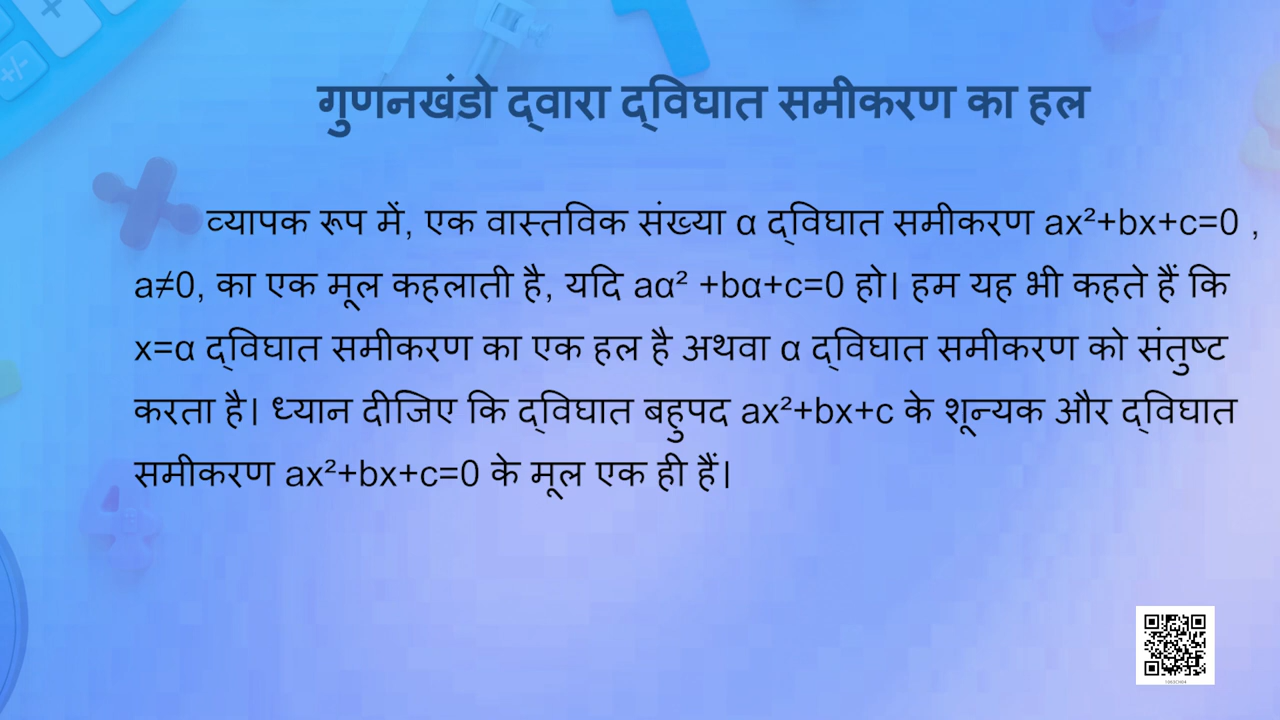 गुणनखंडो द्वारा द्विघात समीकरण का हल
व्यापक रूप में, एक वास्तविक संख्या α द्विघात समीकरण ax²+bx+c=0 ,
a≠0, का एक मूल कहलाती है, यदि aα² +bα+c=0 हो। हम यह भी कहते हैं कि
x=α द्विघात समीकरण का एक हल है अथवा α द्विघात समीकरण को संतुष्ट
करता है। ध्यान दीजिए कि द्विघात बहुपद ax²+bx+c के शून्यक और द्विघात
समीकरण ax²+bx+c=0 के मूल एक ही हैं।